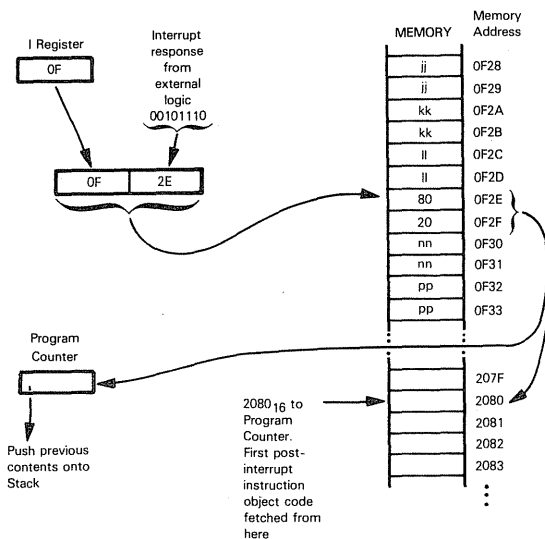 I Register
0F
Interrupt
response
from
external
logic
00101110
0F 2E
MEMORY
Memory
Address
jj 0F28
jj 0F29
kk 0F2A
kk 0F2B
ll 0F2C
ll 0F2D
80 0F2E
20 0F2F
nn 0F30
nn 0F31
pp 0F32
pp 0F33
Program
Counter
Push previous
contents onto
Stack
2080₁₆ to
Program
Counter.
First post-
interrupt
instruction
object code
fetched from
here
207F
2080
2081
2082
2083